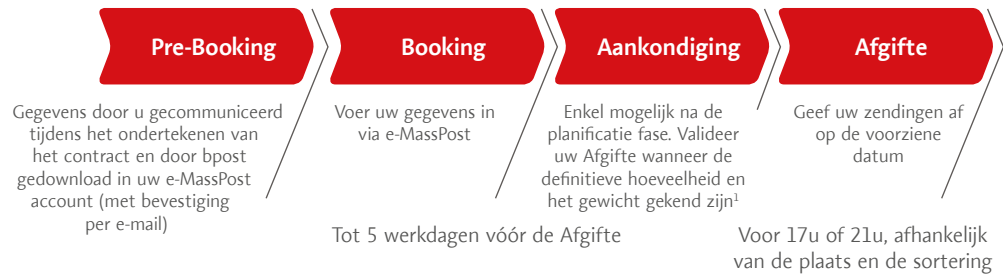 Pre-Booking
Gegevens door u gecommuniceerd
tijdens het ondertekenen van
het contract en door bpost
gedownload in uw e-MassPost
account (met bevestiging
per e-mail)
Booking
Voer uw gegevens in
via e-MassPost
Aankondiging
Enkel mogelijk na de
planificatie fase. Valideer
uw Afgifte wanneer de
definitieve hoeveelheid en
het gewicht gekend zijn¹
Tot 5 werkdagen vóór de Afgifte
Afgifte
Geef uw zendingen af
op de voorziene
datum
Voor 17u of 21u, afhankelijk
van de plaats en de sortering